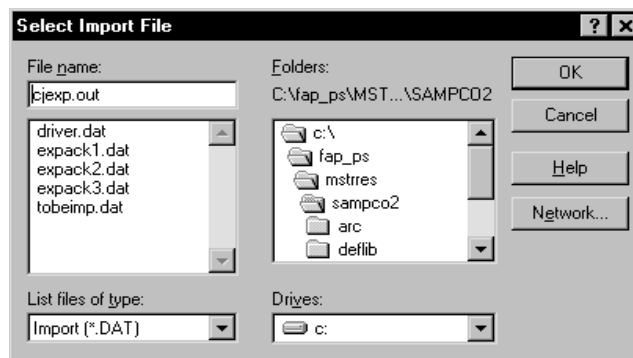 Select Import File
File name:
cjexp.out
driver.dat
expack1.dat
expack2.dat
expack3.dat
tobeimp.dat
List files of type:
Import (*.DAT)
Folders:
C:\fap_ps\MST...\SAMPCO2
c:\
fap_ps
mstrres
sampco2
arc
deflib
Drives:
c:
OK
Cancel
Help
Network...